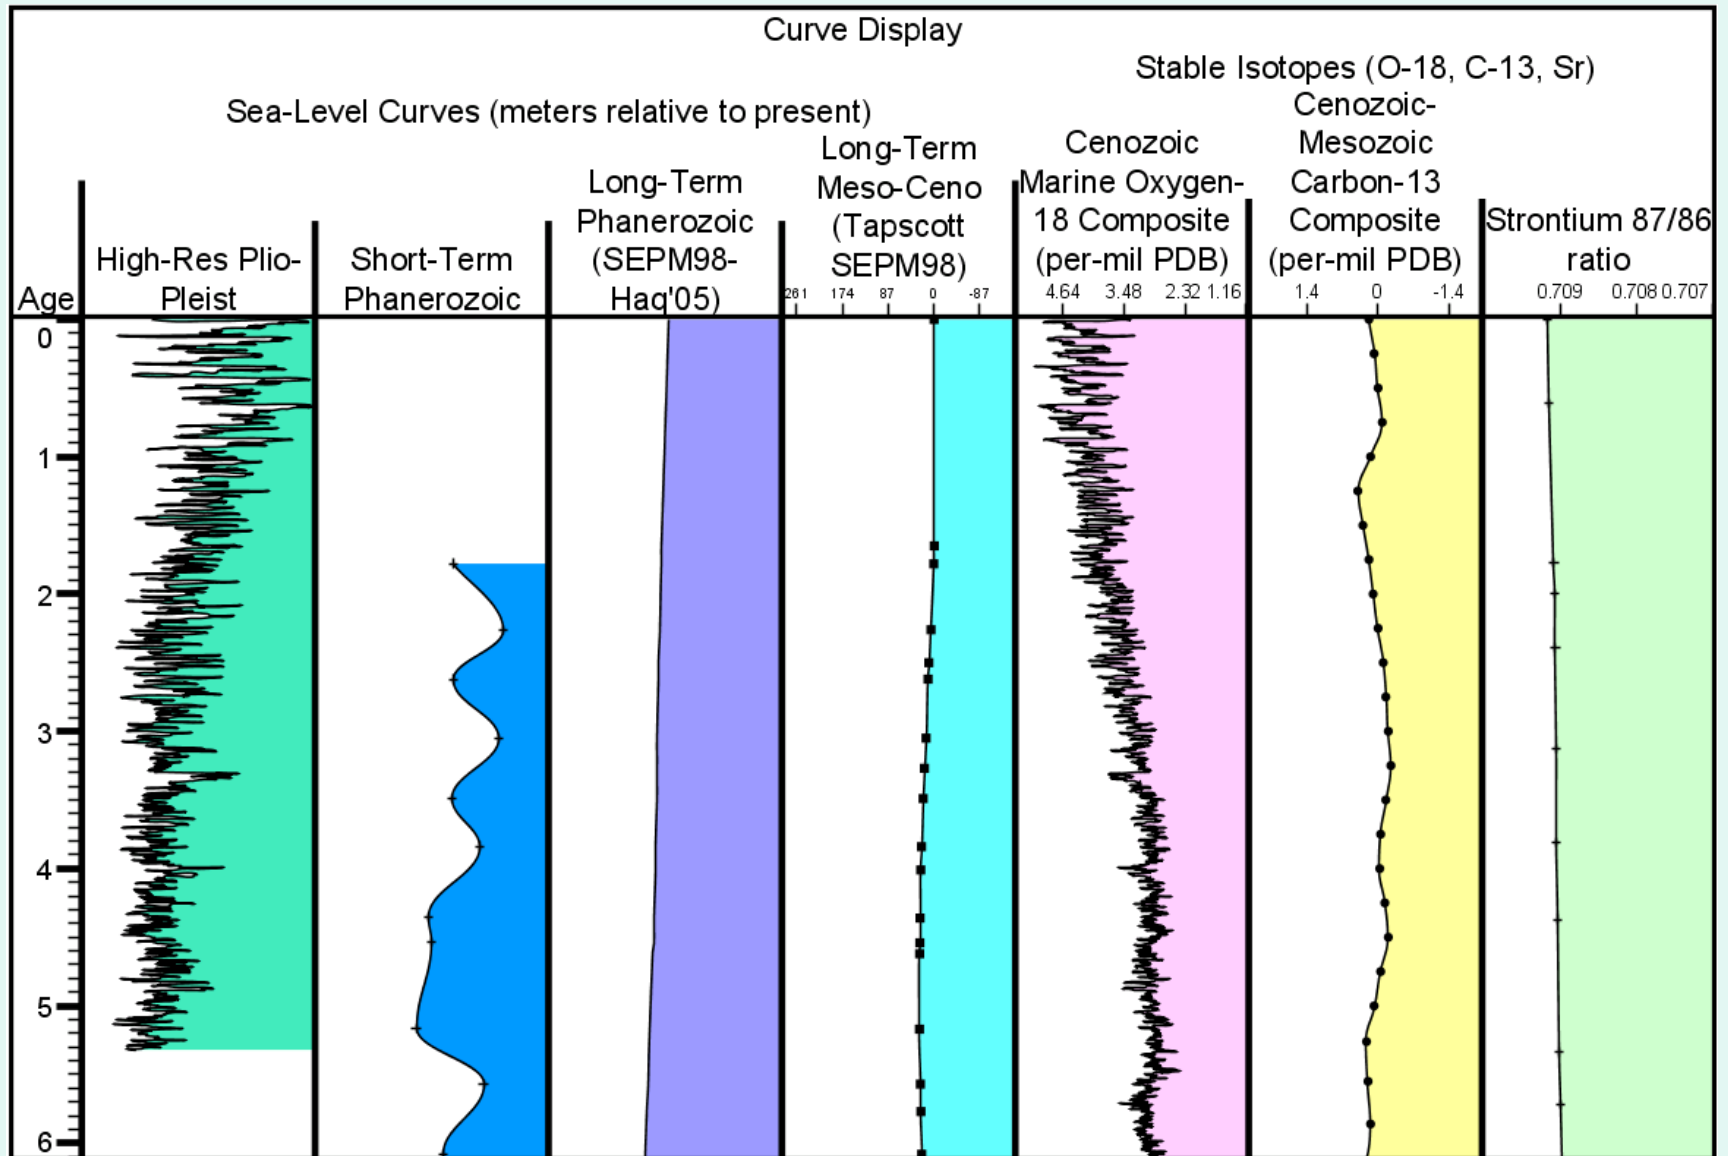 Curve Display
Stable Isotopes (O-18, C-13, Sr)
Sea-Level Curves (meters relative to present)
Age
High-Res Plio-
Pleist
Short-Term
Phanerozoic
Long-Term
Phanerozoic
(SEPM98-
Haq'05)
Long-Term
Meso-Ceno
(Tapscott
SEPM98)
261 174 87 0 -87
Cenozoic
Marine Oxygen-
18 Composite
(per-mil PDB)
4.64 3.48 2.32 1.16
Cenozoic-
Mesozoic
Carbon-13
Composite
(per-mil PDB)
1.4 0 -1.4
Strontium 87/86
ratio
0.709 0.708 0.707
0
1
2
3
4
5
6